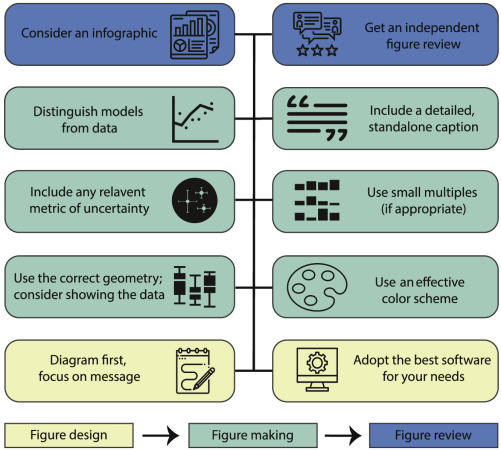 Consider an infographic
Get an independent
figure review
Distinguish models
from data
Include a detailed,
standalone caption
Include any relavent
metric of uncertainty
Use small multiples
(if appropriate)
Use the correct geometry;
consider showing the data
Use an effective
color scheme
Diagram first,
focus on message
Adopt the best software
for your needs
Figure design
Figure making
Figure review